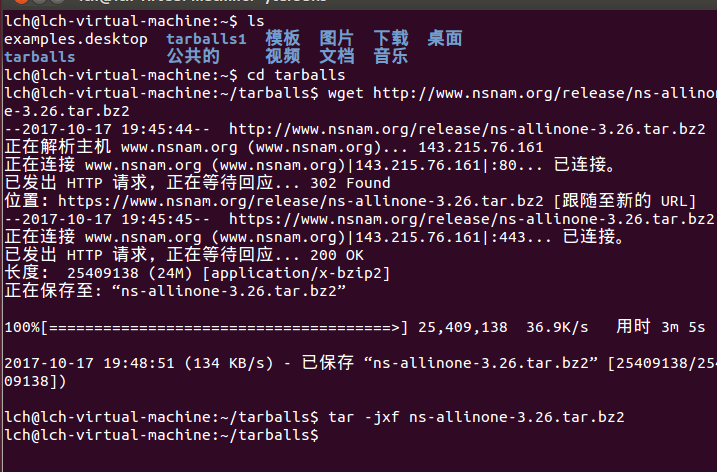 lch@lch-virtual-machine:~$ ls
examples.desktop  tarballs1  模板  图片  下载  桌面
tarballs          公共的     视频  文档  音乐
lch@lch-virtual-machine:~$ cd tarballs
lch@lch-virtual-machine:~/tarballs$ wget http://www.nsnam.org/release/ns-allinon
e-3.26.tar.bz2
--2017-10-17 19:45:44--  http://www.nsnam.org/release/ns-allinone-3.26.tar.bz2
正在解析主机 www.nsnam.org (www.nsnam.org)... 143.215.76.161
正在连接 www.nsnam.org (www.nsnam.org)|143.215.76.161|:80... 已连接。
已发出 HTTP 请求，正在等待回应... 302 Found
位置：https://www.nsnam.org/release/ns-allinone-3.26.tar.bz2 [跟随至新的 URL]
--2017-10-17 19:45:45--  https://www.nsnam.org/release/ns-allinone-3.26.tar.bz2
正在连接 www.nsnam.org (www.nsnam.org)|143.215.76.161|:443... 已连接。
已发出 HTTP 请求，正在等待回应... 200 OK
长度： 25409138 (24M) [application/x-bzip2]
正在保存至: “ns-allinone-3.26.tar.bz2”
100%[======================================>] 25,409,138  36.9K/s   用时 3m 5s
2017-10-17 19:48:51 (134 KB/s) - 已保存 “ns-allinone-3.26.tar.bz2” [25409138/254
09138])
lch@lch-virtual-machine:~/tarballs$ tar -jxf ns-allinone-3.26.tar.bz2
lch@lch-virtual-machine:~/tarballs$